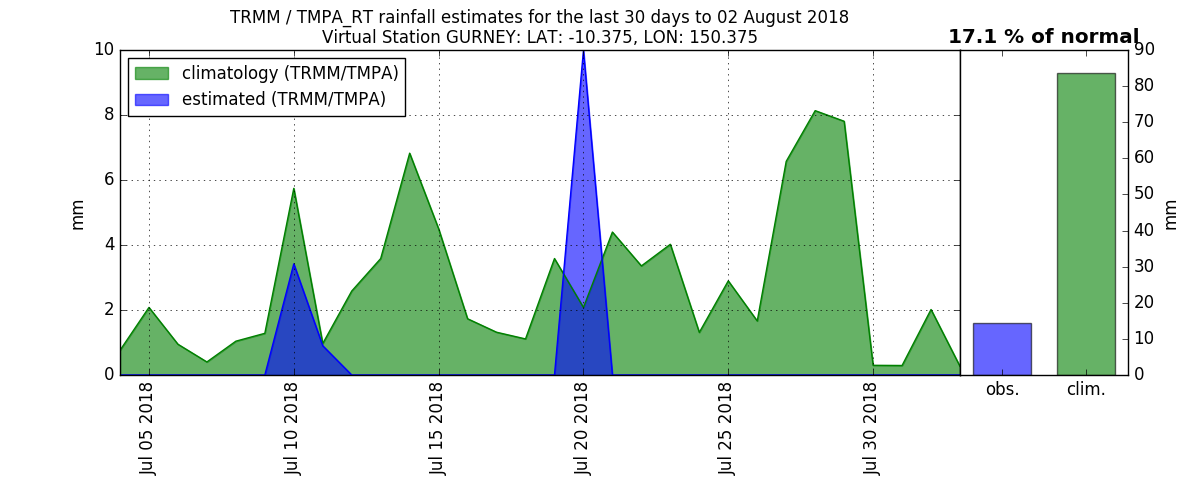 TRMM / TMPA_RT rainfall estimates for the last 30 days to 02 August 2018
Virtual Station GURNEY: LAT: -10.375, LON: 150.375
17.1 % of normal
climatology (TRMM/TMPA)
estimated (TRMM/TMPA)
mm
10
8
6
4
2
0
Jul 05 2018
Jul 10 2018
Jul 15 2018
Jul 20 2018
Jul 25 2018
Jul 30 2018
90
80
70
60
50
40
30
20
10
0
mm
obs.
clim.